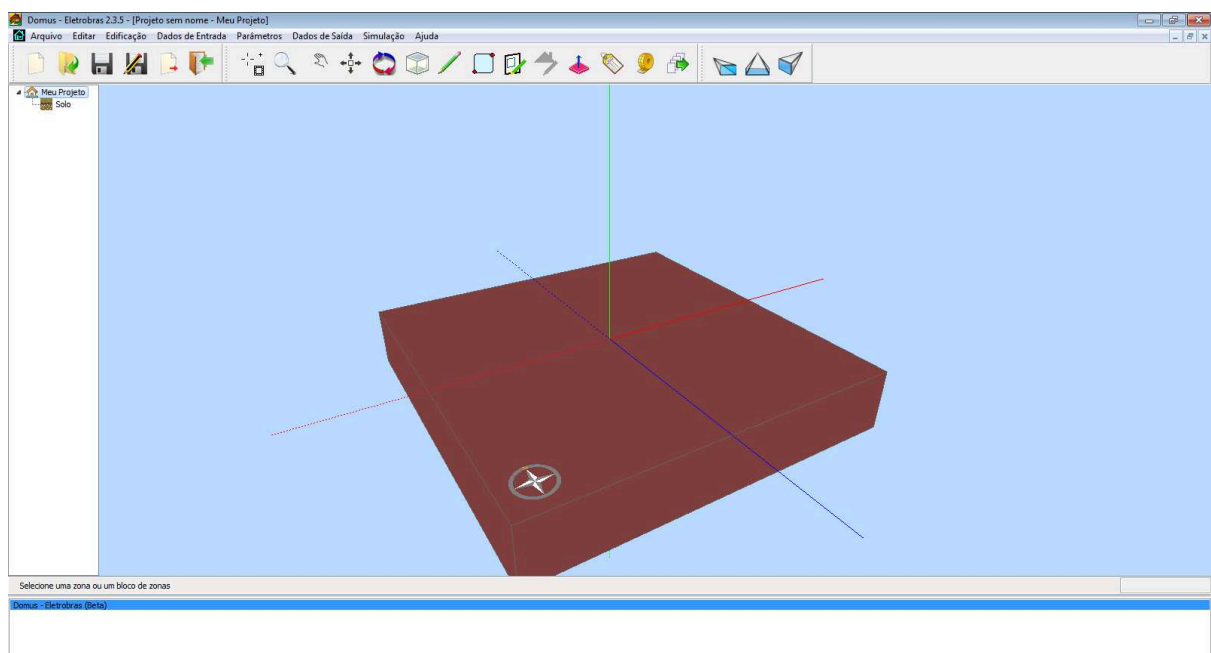 Domus - Eletrobras 2.3.5 - [Projeto sem nome - Meu Projeto]
Arquivo Editar Edificação Dados de Entrada Parâmetros Dados de Saída Simulação Ajuda
Meu Projeto
Solo
Selecione uma zona ou um bloco de zonas
Domus - Eletrobras (Beta)